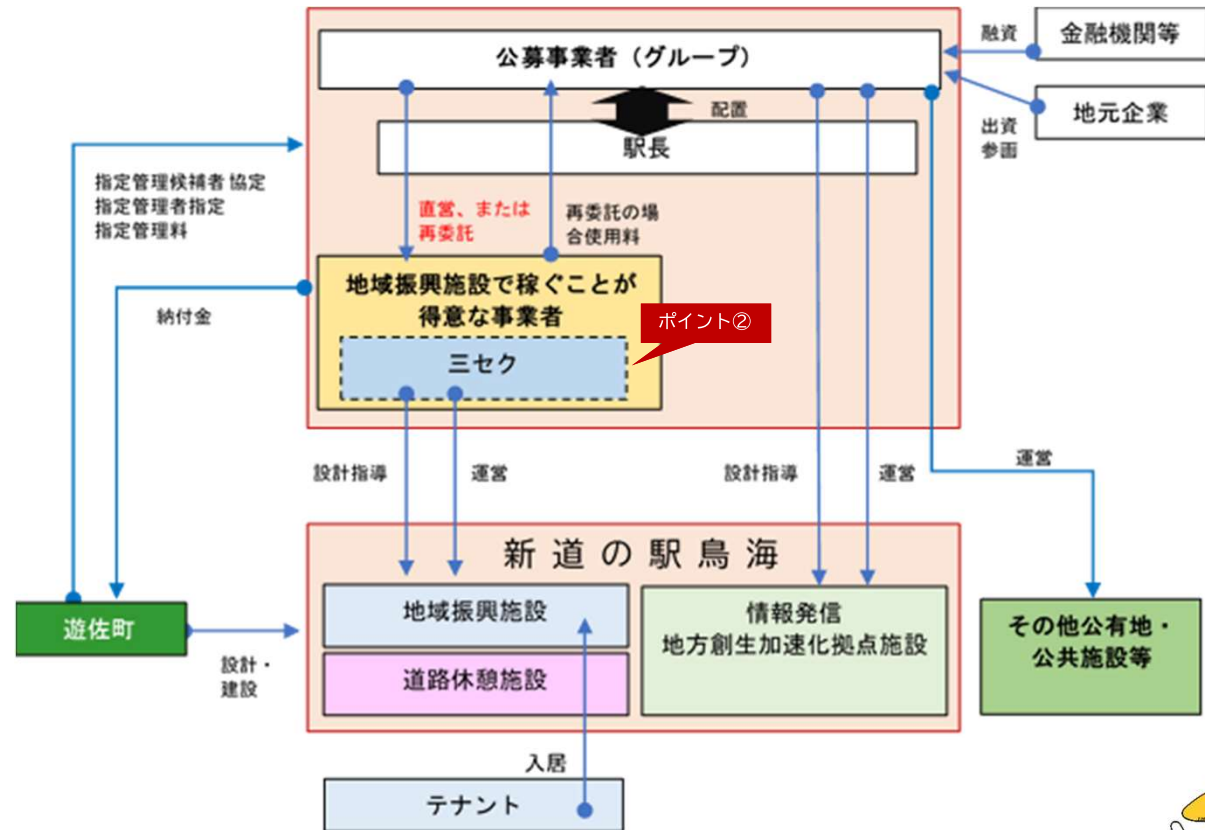 公募事業者（グループ）
融資
金融機関等
配置
地元企業
出資
参画
駅長
指定管理候補者 協定
指定管理者指定
指定管理料
直営、または
再委託
再委託の場
合使用料
地域振興施設で稼ぐことが
得意な事業者
ポイント②
納付金
三セク
設計指導
運営
設計指導
運営
運営
新道の駅鳥海
遊佐町
設計・
建設
地域振興施設
道路休憩施設
情報発信
地方創生加速化拠点施設
その他公有地・
公共施設等
入居
テナント